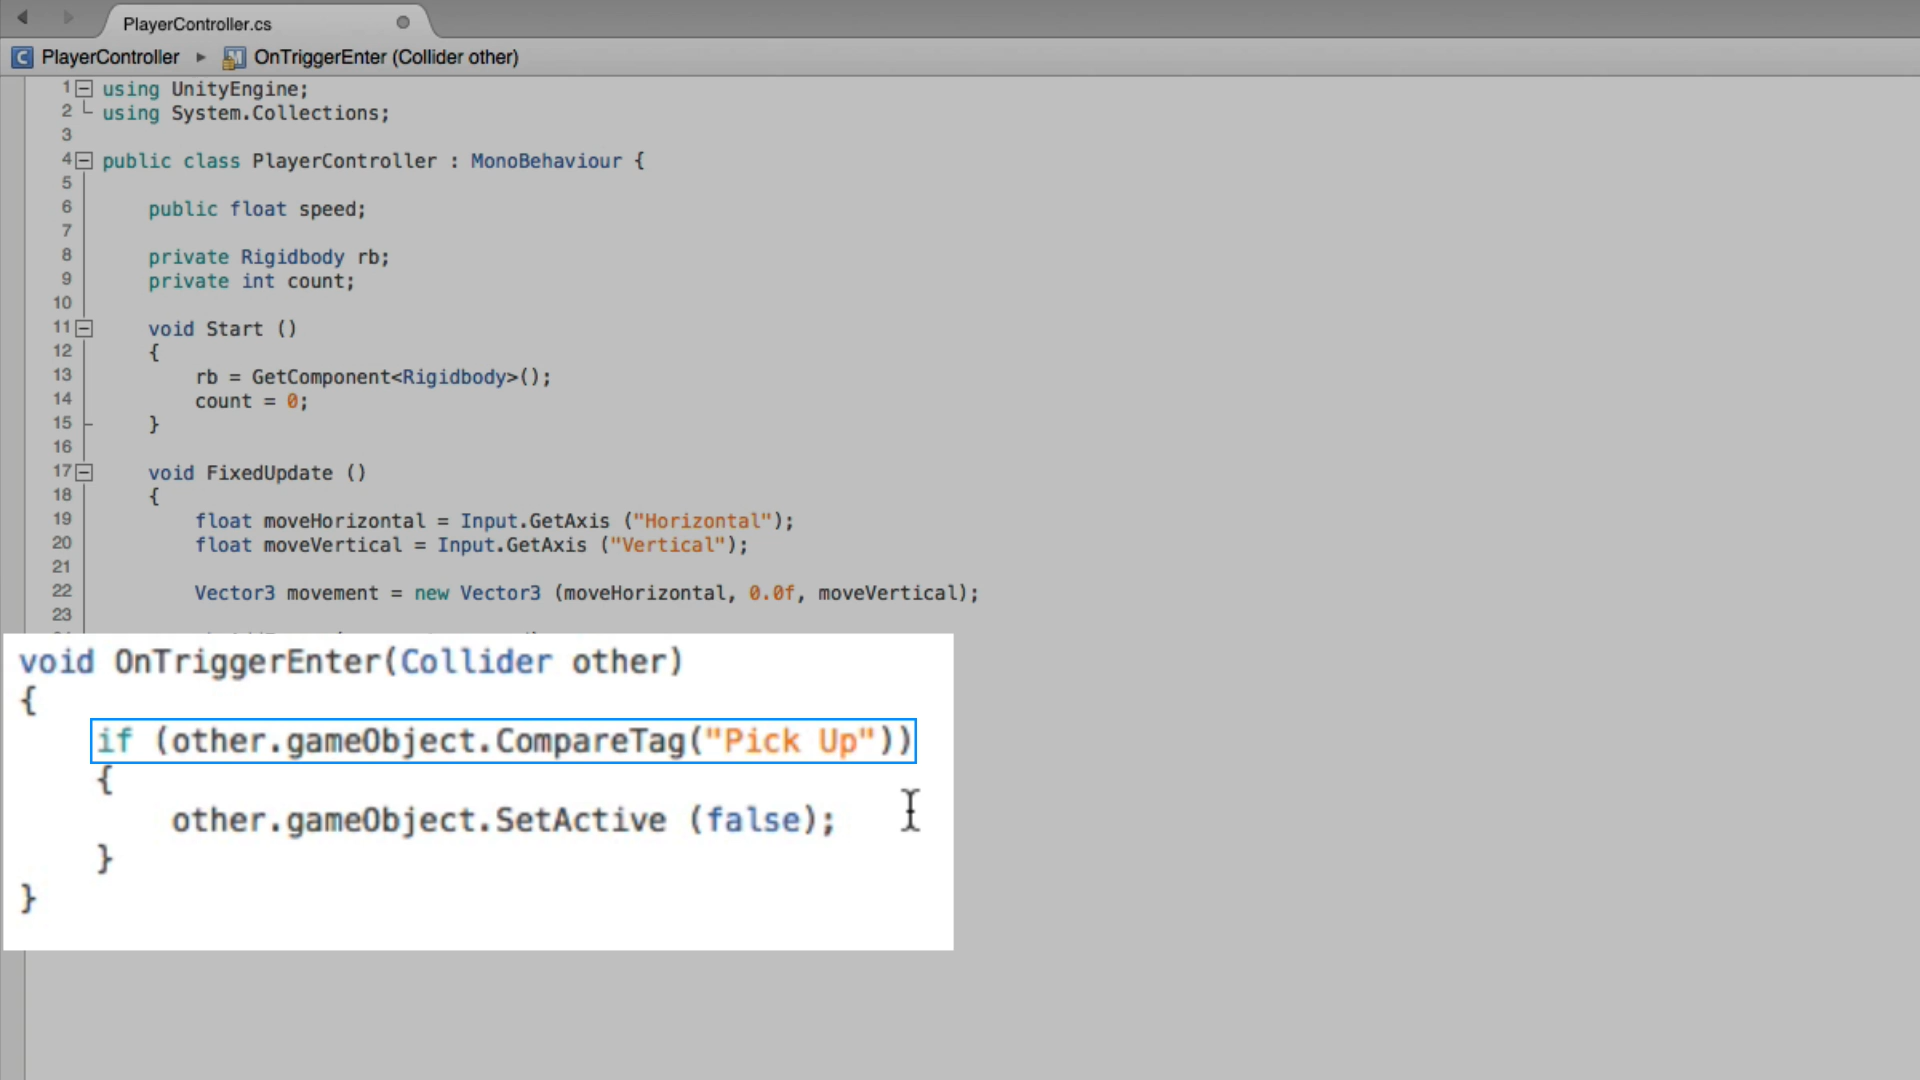 PlayerController.cs
PlayerController ▸ OnTriggerEnter (Collider other)
1 using UnityEngine;
2 using System.Collections;
3
4 public class PlayerController : MonoBehaviour {
5
6 public float speed;
7
8 private Rigidbody rb;
9 private int count;
10
11 void Start ()
12 {
13 rb = GetComponent<Rigidbody>();
14 count = 0;
15 }
16
17 void FixedUpdate ()
18 {
19 float moveHorizontal = Input.GetAxis ("Horizontal");
20 float moveVertical = Input.GetAxis ("Vertical");
21
22 Vector3 movement = new Vector3 (moveHorizontal, 0.0f, moveVertical);
23
void OnTriggerEnter(Collider other)
{
if (other.gameObject.CompareTag("Pick Up"))
{
other.gameObject.SetActive (false);
}
}